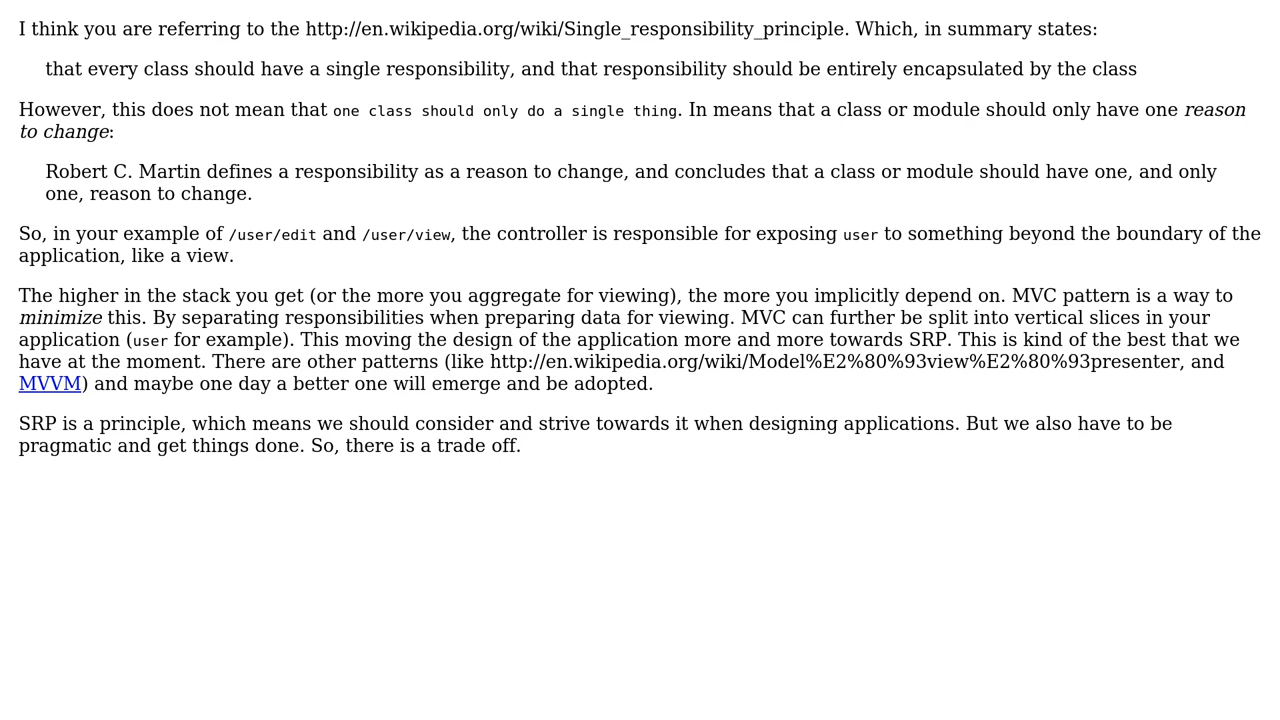 I think you are referring to the http://en.wikipedia.org/wiki/Single_responsibility_principle. Which, in summary states:
that every class should have a single responsibility, and that responsibility should be entirely encapsulated by the class
However, this does not mean that one class should only do a single thing. In means that a class or module should only have one reason
to change:
Robert C. Martin defines a responsibility as a reason to change, and concludes that a class or module should have one, and only
one, reason to change.
So, in your example of /user/edit and /user/view, the controller is responsible for exposing user to something beyond the boundary of the
application, like a view.
The higher in the stack you get (or the more you aggregate for viewing), the more you implicitly depend on. MVC pattern is a way to
minimize this. By separating responsibilities when preparing data for viewing. MVC can further be split into vertical slices in your
application (user for example). This moving the design of the application more and more towards SRP. This is kind of the best that we
have at the moment. There are other patterns (like http://en.wikipedia.org/wiki/Model%E2%80%93view%E2%80%93presenter, and
MVVM) and maybe one day a better one will emerge and be adopted.
SRP is a principle, which means we should consider and strive towards it when designing applications. But we also have to be
pragmatic and get things done. So, there is a trade off.